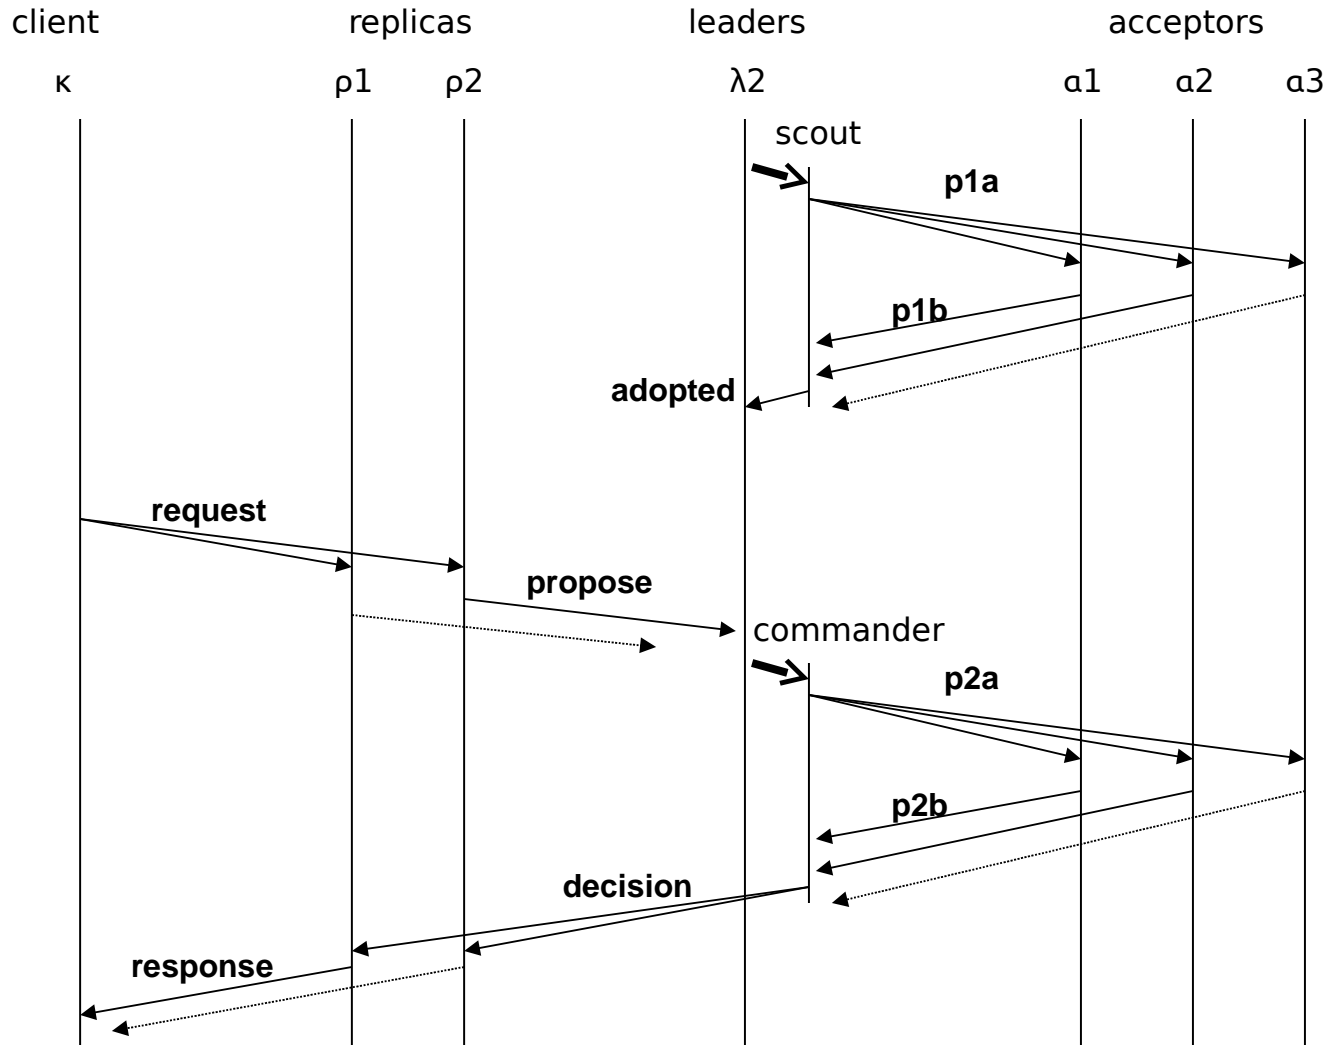 client replicas leaders acceptors
κ ρ1 ρ2 λ2 α1 α2 α3
scout
p1a
p1b
adopted
request
propose
commander
p2a
p2b
decision
response